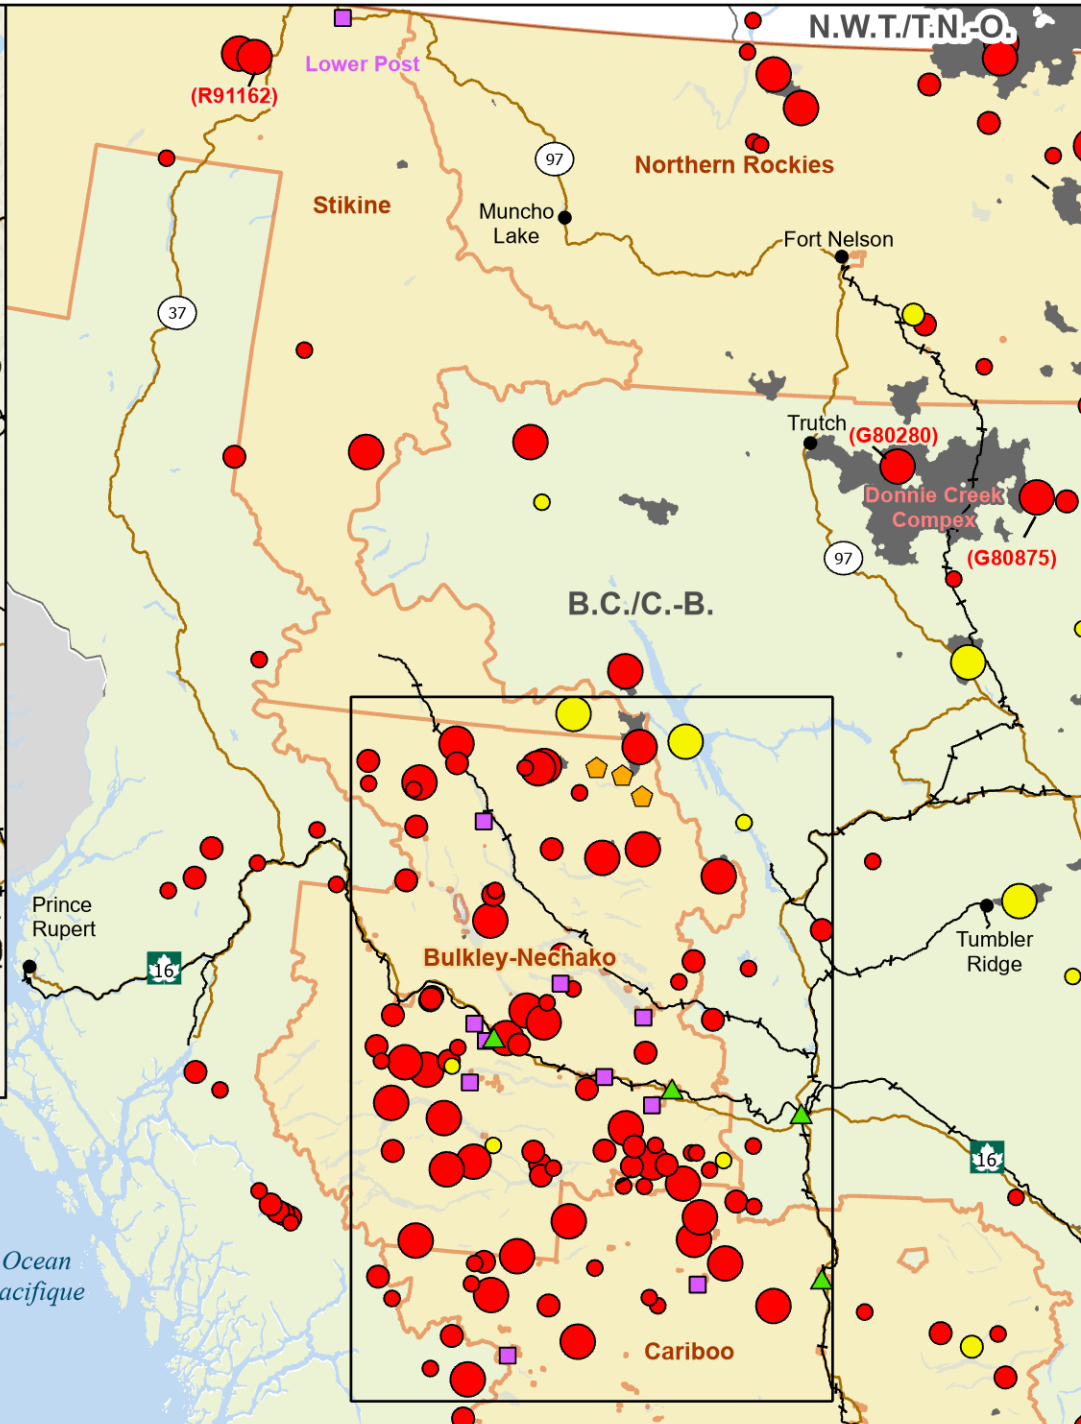 N.W.T./T.N.-O.
Lower Post
(R91162)
97
Northern Rockies
Stikine
Muncho
Lake
Fort Nelson
37
Trutch
(G80280)
Donnie Creek
Compex
(G80875)
97
B.C./C.-B.
Prince
Rupert
16
Tumbler
Ridge
Bulkley-Nechako
16
Ocean
acifique
Cariboo